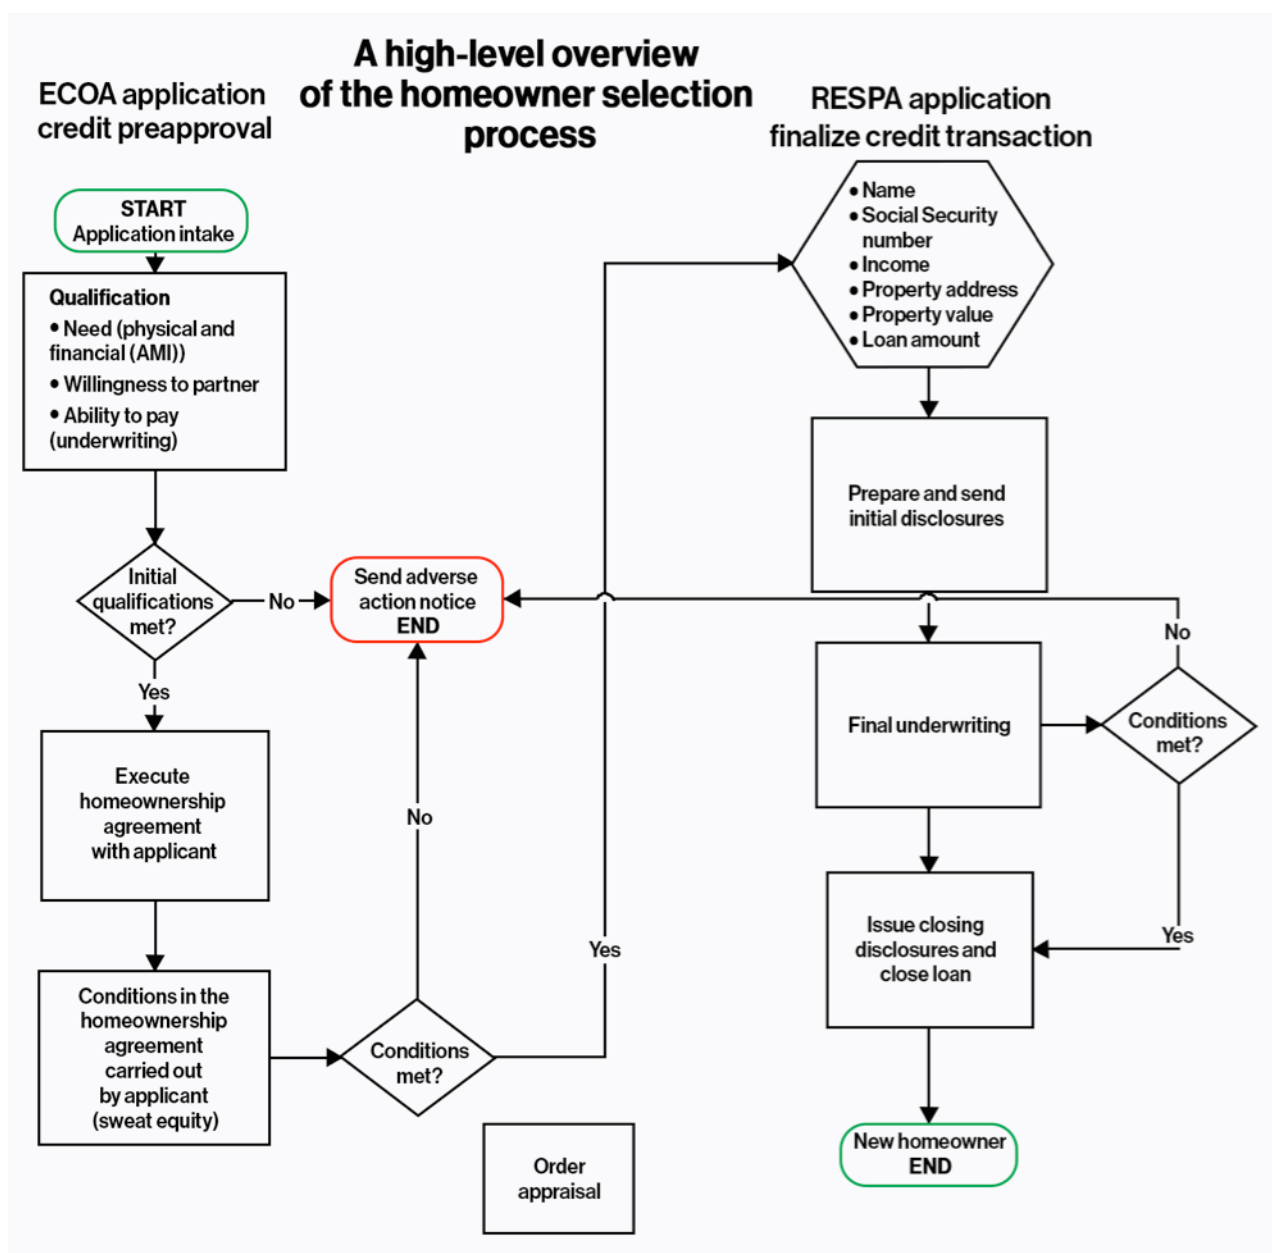 A high-level overview
of the homeowner selection
process
ECOA application
credit preapproval
START
Application intake
Qualification
• Need (physical and
financial (AMI))
• Willingness to partner
• Ability to pay
(underwriting)
Initial
qualifications
met?
No
Send adverse
action notice
END
Yes
Execute
homeownership
agreement
with applicant
Conditions in the
homeownership
agreement
carried out
by applicant
(sweat equity)
Conditions
met?
No
Yes
Order
appraisal
RESPA application
finalize credit transaction
• Name
• Social Security
number
• Income
• Property address
• Property value
• Loan amount
Prepare and send
initial disclosures
Final underwriting
Conditions
met?
No
Yes
Issue closing
disclosures and
close loan
New homeowner
END